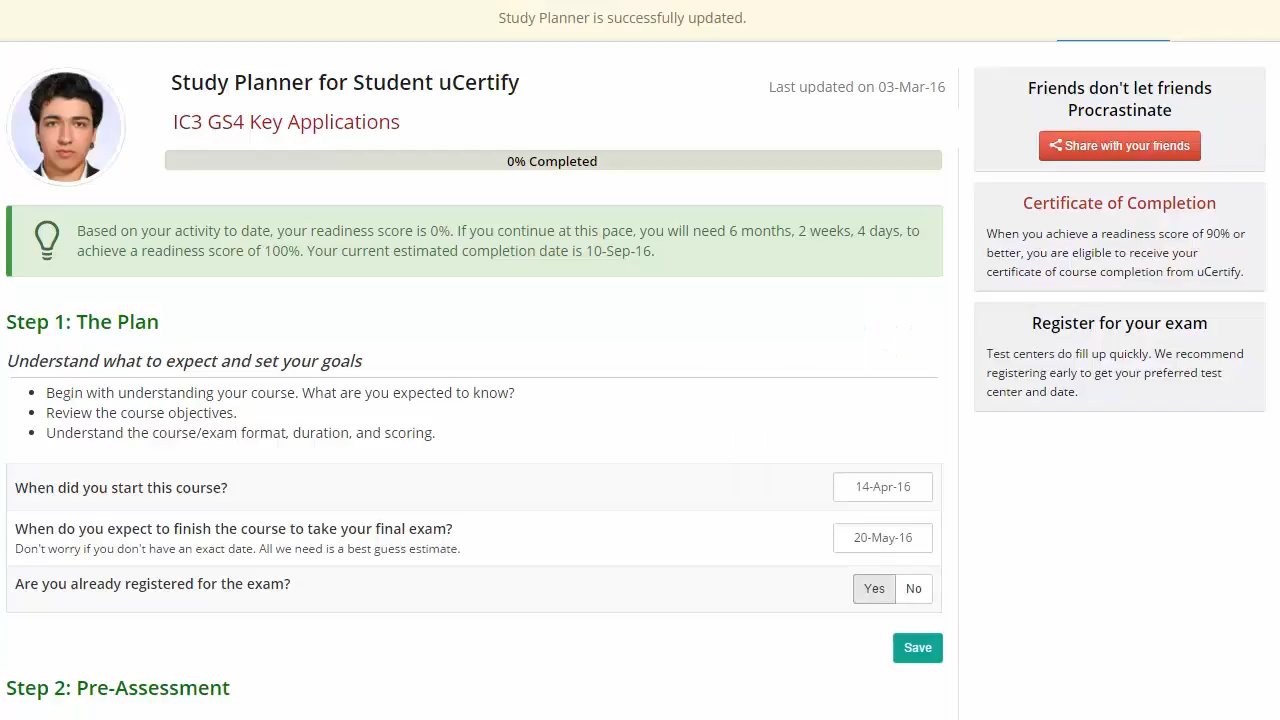 Study Planner is successfully updated.
Study Planner for Student uCertify
Last updated on 03-Mar-16
IC3 GS4 Key Applications
0% Completed
Based on your activity to date, your readiness score is 0%. If you continue at this pace, you will need 6 months, 2 weeks, 4 days, to
achieve a readiness score of 100%. Your current estimated completion date is 10-Sep-16.
Step 1: The Plan
Understand what to expect and set your goals
• Begin with understanding your course. What are you expected to know?
• Review the course objectives.
• Understand the course/exam format, duration, and scoring.
When did you start this course?
14-Apr-16
When do you expect to finish the course to take your final exam?
Don't worry if you don't have an exact date. All we need is a best guess estimate.
20-May-16
Are you already registered for the exam?
Yes No
Save
Step 2: Pre-Assessment
Friends don't let friends
Procrastinate
Share with your friends
Certificate of Completion
When you achieve a readiness score of 90% or
better, you are eligible to receive your
certificate of course completion from uCertify.
Register for your exam
Test centers do fill up quickly. We recommend
registering early to get your preferred test
center and date.